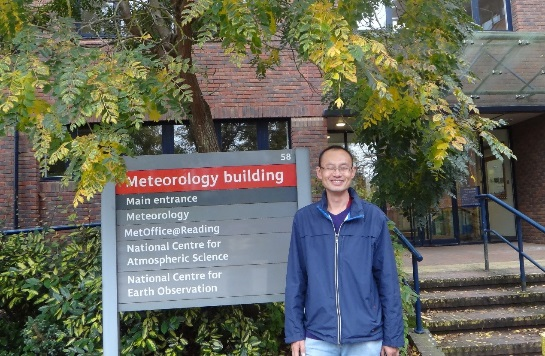 58
Meteorology building
Main entrance
Meteorology
MetOffice@Reading
National Centre for
Atmospheric Science
National Centre for
Earth Observation